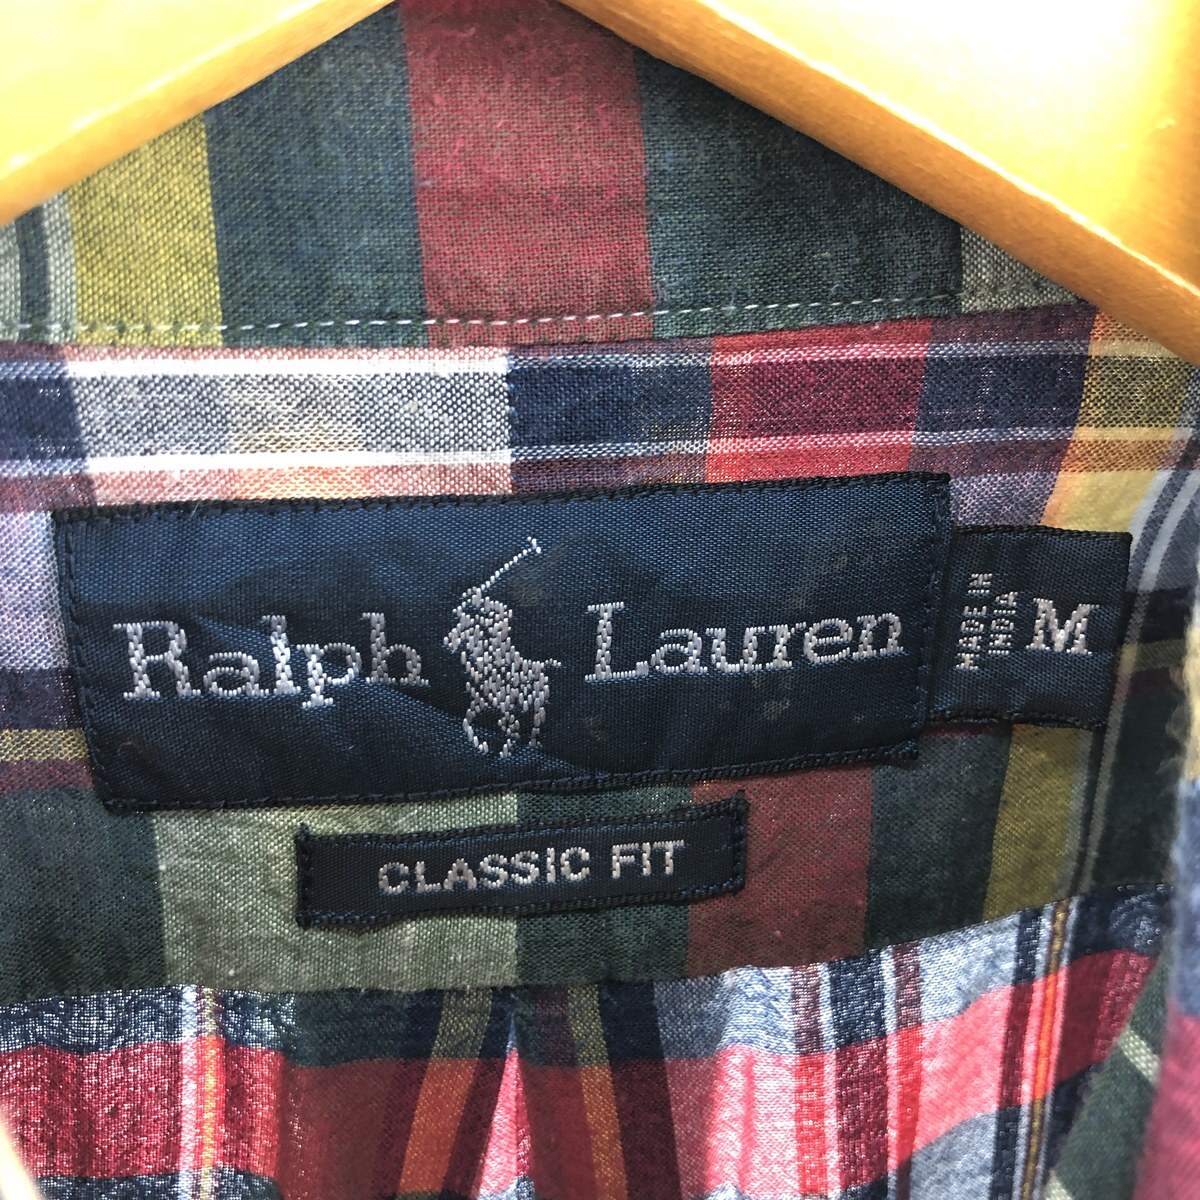 Ralph Lauren
MADE IN
INDIA
M
CLASSIC FIT